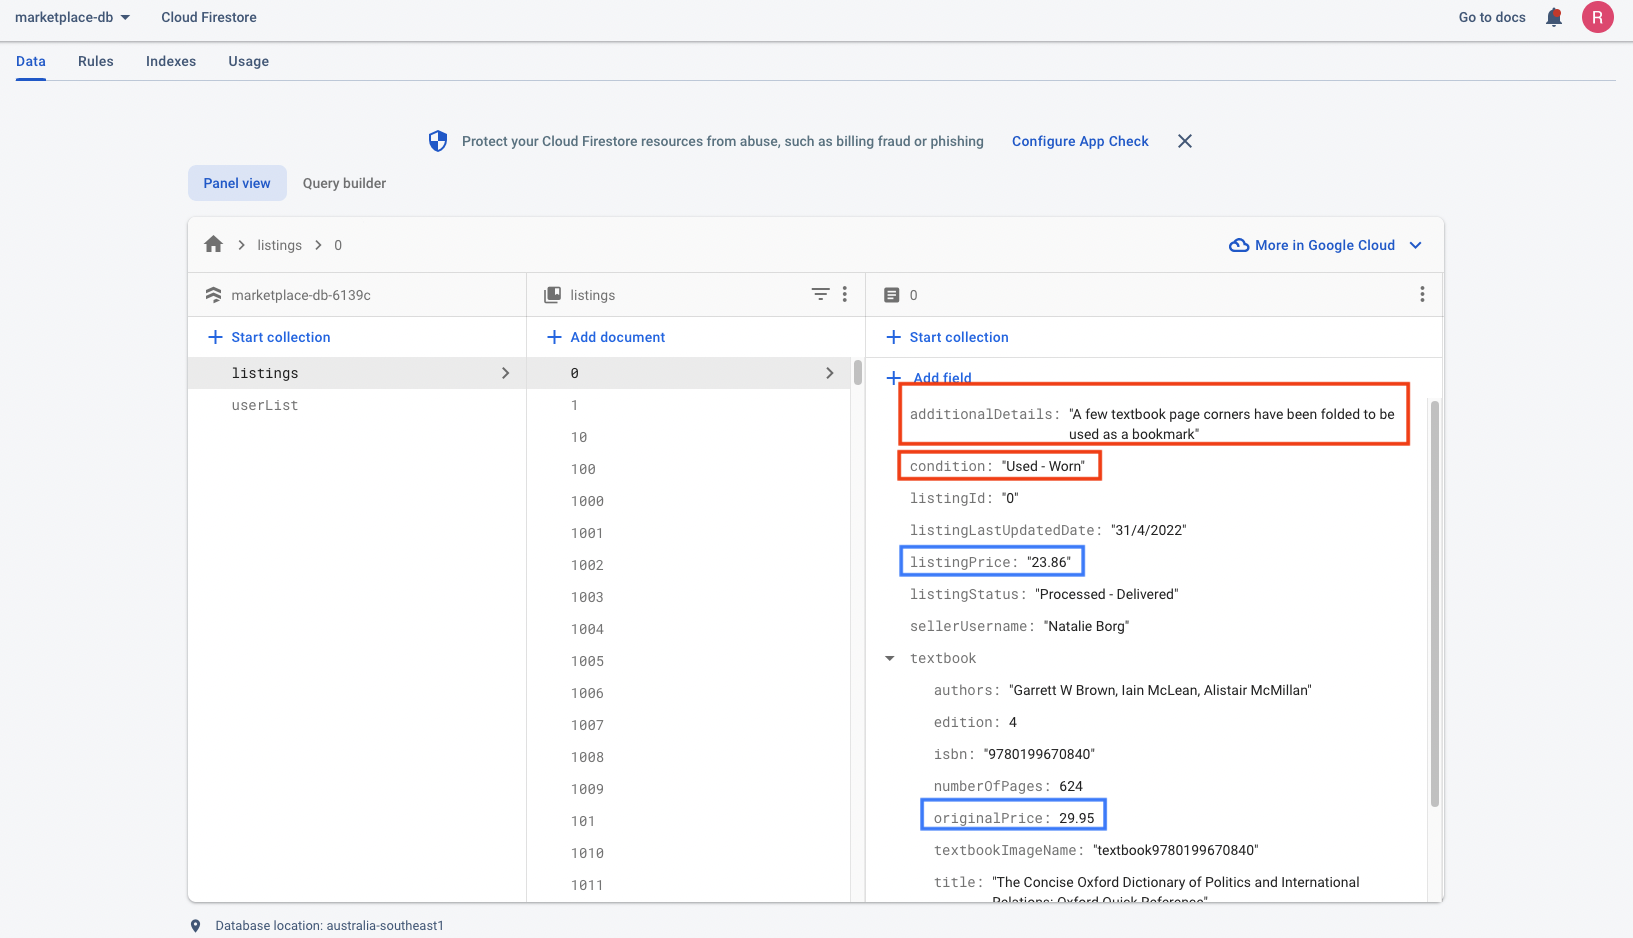 marketplace-db
Cloud Firestore
Go to docs
R
Data
Rules
Indexes
Usage
Protect your Cloud Firestore resources from abuse, such as billing fraud or phishing
Configure App Check
Panel view
Query builder
listings
0
More in Google Cloud
marketplace-db-6139c
Start collection
listings
userList
listings
Add document
0
1
10
100
1000
1001
1002
1003
1004
1005
1006
1007
1008
1009
101
1010
1011
0
Start collection
Add field
additionalDetails: "A few textbook page corners have been folded to be
used as a bookmark"
condition: "Used - Worn"
listingId: "0"
listingLastUpdatedDate: "31/4/2022"
listingPrice: "23.86"
listingStatus: "Processed - Delivered"
sellerUsername: "Natalie Borg"
textbook
authors: "Garrett W Brown, Iain McLean, Alistair McMillan"
edition: 4
isbn: "9780199670840"
numberOfPages: 624
originalPrice: 29.95
textbookImageName: "textbook9780199670840"
title: "The Concise Oxford Dictionary of Politics and International
Relations: Oxford Quick Reference"
Database location: australia-southeast1